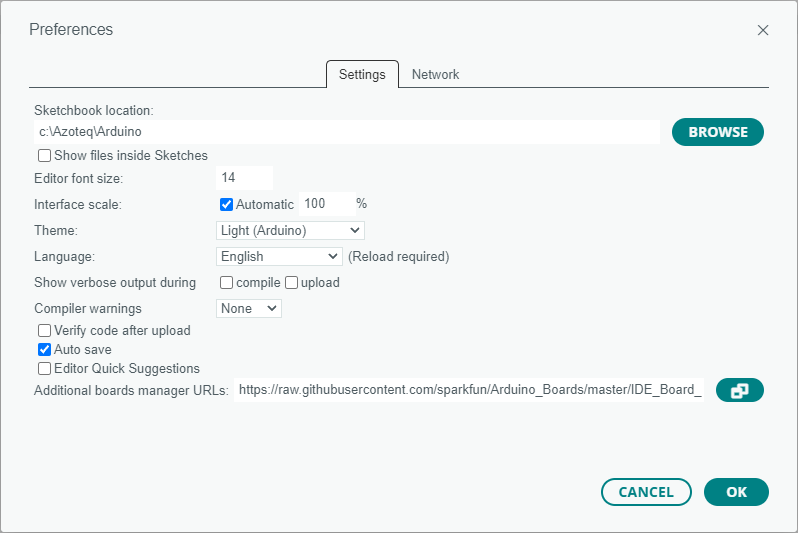 Preferences
Settings Network
Sketchbook location:
c:\Azoteq\Arduino BROWSE
Show files inside Sketches
Editor font size: 14
Interface scale: Automatic 100 %
Theme: Light (Arduino)
Language: English (Reload required)
Show verbose output during compile upload
Compiler warnings None
Verify code after upload
Auto save
Editor Quick Suggestions
Additional boards manager URLs: https://raw.githubusercontent.com/sparkfun/Arduino_Boards/master/IDE_Board_
CANCEL OK